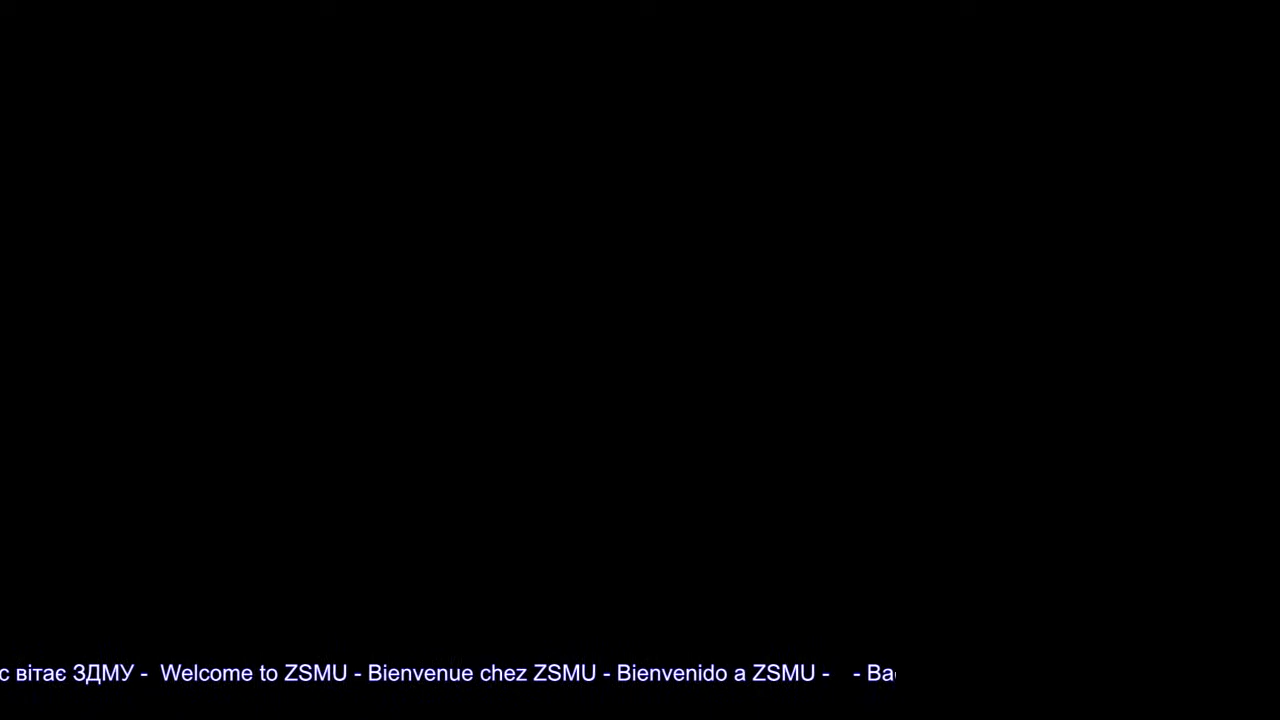 вітає ЗДМУ - Welcome to ZSMU - Bienvenue chez ZSMU - Bienvenido a ZSMU - -